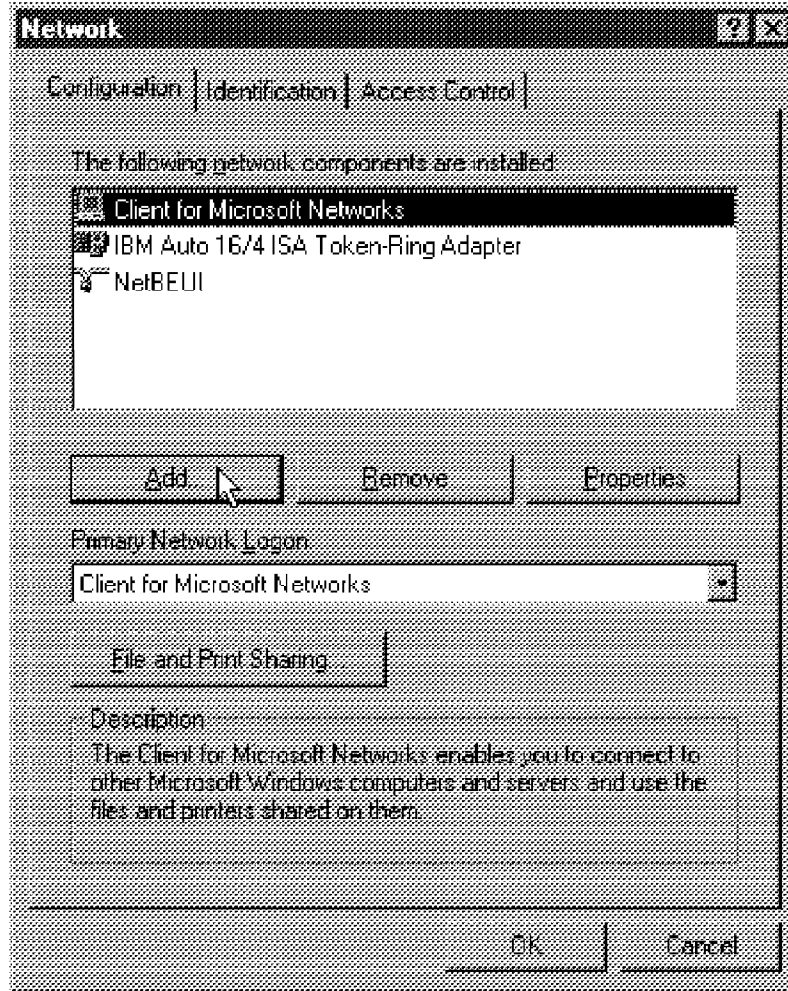 Network
Configuration Identification Access Control
The following network components are installed:
Client for Microsoft Networks
IBM Auto 16/4 ISA Token-Ring Adapter
NetBEUI
Add... Remove Properties
Primary Network Logon:
Client for Microsoft Networks
File and Print Sharing...
Description
The Client for Microsoft Networks enables you to connect to
other Microsoft Windows computers and servers and use the
files and printers shared on them.
OK Cancel